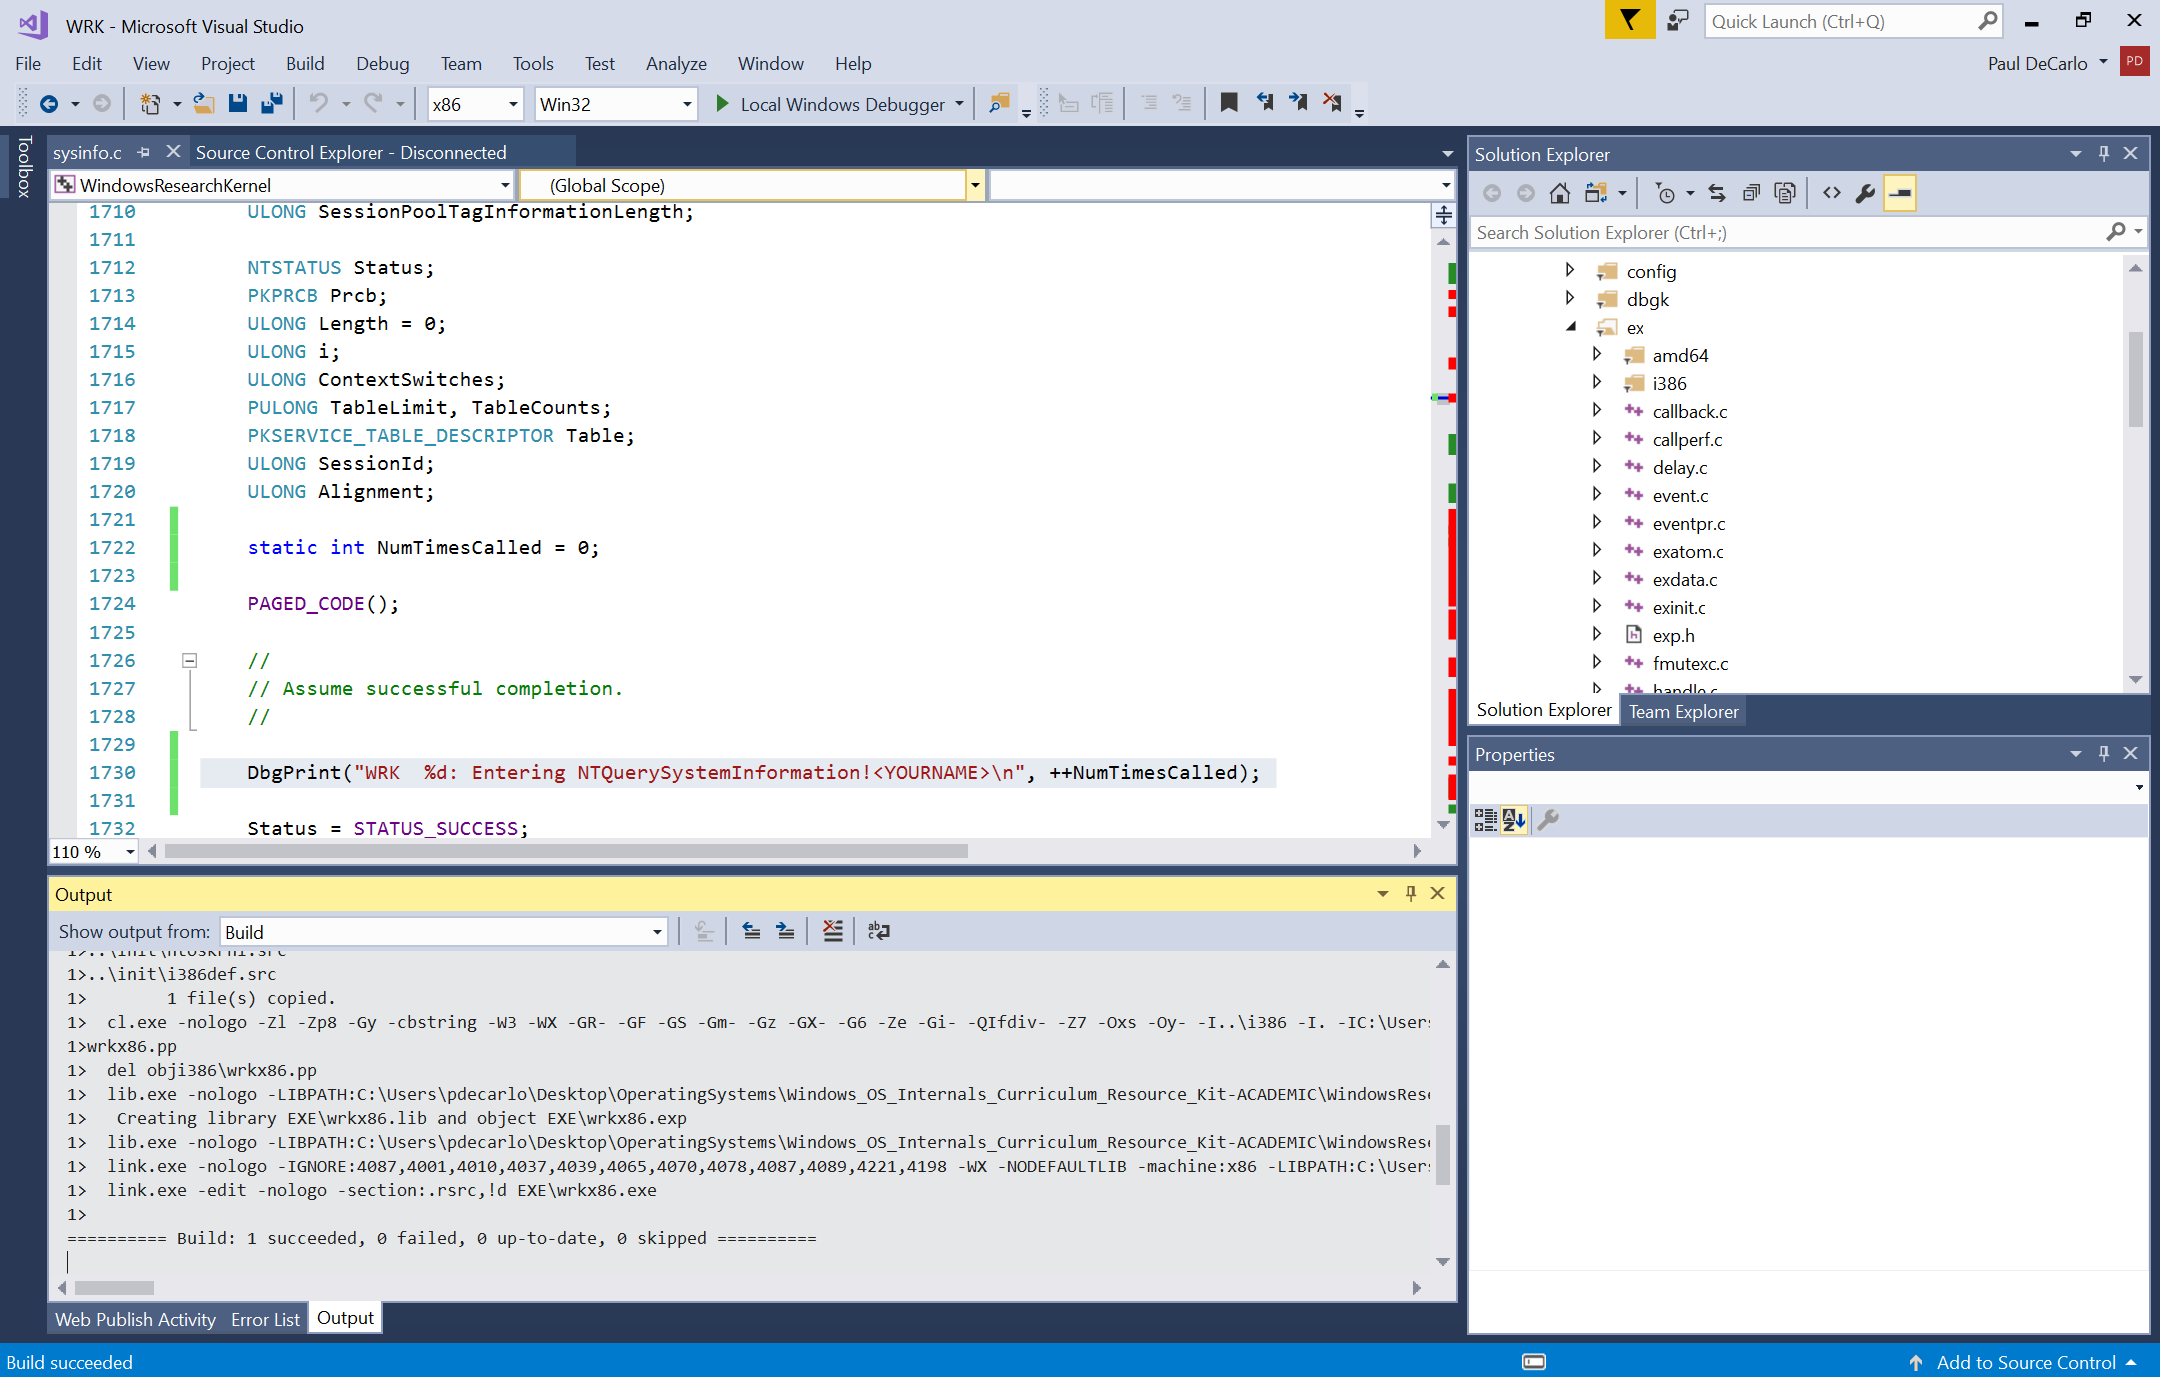 WRK - Microsoft Visual Studio
Quick Launch (Ctrl+Q)
File Edit View Project Build Debug Team Tools Test Analyze Window Help
Paul DeCarlo
PD
x86
Win32
Local Windows Debugger
Toolbox
sysinfo.c
Source Control Explorer - Disconnected
WindowsResearchKernel
(Global Scope)
1710 ULONG SessionPoolTagInformationLength;
1711
1712 NTSTATUS Status;
1713 PKPRCB Prcb;
1714 ULONG Length = 0;
1715 ULONG i;
1716 ULONG ContextSwitches;
1717 PULONG TableLimit, TableCounts;
1718 PKSERVICE_TABLE_DESCRIPTOR Table;
1719 ULONG SessionId;
1720 ULONG Alignment;
1721
1722 static int NumTimesCalled = 0;
1723
1724 PAGED_CODE();
1725
1726 //
1727 // Assume successful completion.
1728 //
1729
1730 DbgPrint("WRK  %d: Entering NTQuerySystemInformation!<YOURNAME>\n", ++NumTimesCalled);
1731
1732 Status = STATUS_SUCCESS;
110 %
Output
Show output from: Build
1>..\init\ntoskrnl.src
1>..\init\i386def.src
1>        1 file(s) copied.
1>  cl.exe -nologo -Zl -Zp8 -Gy -cbstring -W3 -WX -GR- -GF -GS -Gm- -Gz -GX- -G6 -Ze -Gi- -QIfdiv- -Z7 -Oxs -Oy- -I..\i386 -I. -IC:\Users
1>wrkx86.pp
1>  del obji386\wrkx86.pp
1>  lib.exe -nologo -LIBPATH:C:\Users\pdecarlo\Desktop\OperatingSystems\Windows_OS_Internals_Curriculum_Resource_Kit-ACADEMIC\WindowsRese
1>   Creating library EXE\wrkx86.lib and object EXE\wrkx86.exp
1>  lib.exe -nologo -LIBPATH:C:\Users\pdecarlo\Desktop\OperatingSystems\Windows_OS_Internals_Curriculum_Resource_Kit-ACADEMIC\WindowsRese
1>  link.exe -nologo -IGNORE:4087,4001,4010,4037,4039,4065,4070,4078,4087,4089,4221,4198 -WX -NODEFAULTLIB -machine:x86 -LIBPATH:C:\Users
1>  link.exe -edit -nologo -section:.rsrc,!d EXE\wrkx86.exe
1>
========== Build: 1 succeeded, 0 failed, 0 up-to-date, 0 skipped ==========
Web Publish Activity Error List Output
Solution Explorer
Search Solution Explorer (Ctrl+;)
config
dbgk
ex
amd64
i386
callback.c
callperf.c
delay.c
event.c
eventpr.c
exatom.c
exdata.c
exinit.c
exp.h
fmutexc.c
handle.c
Solution Explorer Team Explorer
Properties
Build succeeded
Add to Source Control